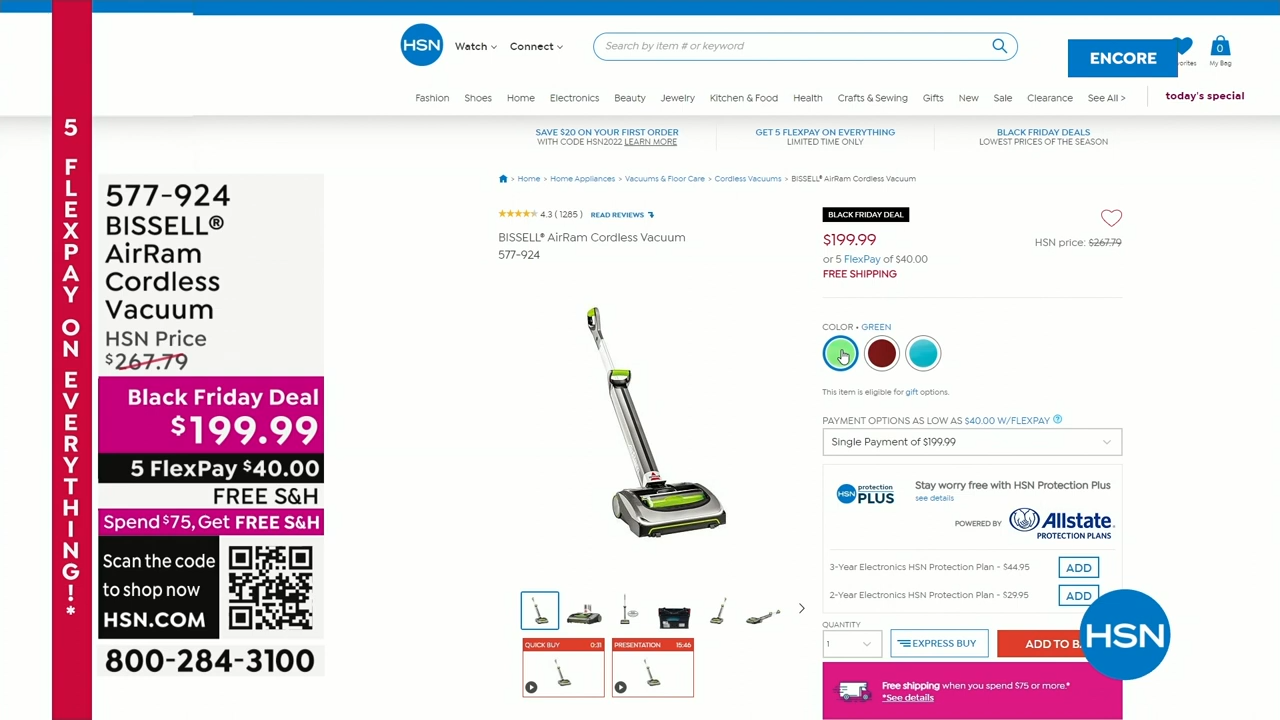 5 FLEXPAY ON EVERYTHING!*
577-924
BISSELL®
AirRam
Cordless
Vacuum
HSN Price
$267.79
Black Friday Deal
$199.99
5 FlexPay $40.00
FREE S&H
Spend $75, Get FREE S&H
Scan the code
to shop now
HSN.COM
800-284-3100
HSN
Watch
Connect
Search by item # or keyword
ENCORE
orites
0
My Bag
Fashion Shoes Home Electronics Beauty Jewelry Kitchen & Food Health Crafts & Sewing Gifts New Sale Clearance See All > today's special
SAVE $20 ON YOUR FIRST ORDER
WITH CODE HSN2022 LEARN MORE
GET 5 FLEXPAY ON EVERYTHING
LIMITED TIME ONLY
BLACK FRIDAY DEALS
LOWEST PRICES OF THE SEASON
> Home > Home Appliances > Vacuums & Floor Care > Cordless Vacuums > BISSELL® AirRam Cordless Vacuum
4.3 ( 1285 ) READ REVIEWS
BISSELL® AirRam Cordless Vacuum
577-924
QUICK BUY 0:31
PRESENTATION 15:46
BLACK FRIDAY DEAL
$199.99
HSN price: $267.79
or 5 FlexPay of $40.00
FREE SHIPPING
COLOR • GREEN
This item is eligible for gift options.
PAYMENT OPTIONS AS LOW AS $40.00 W/FLEXPAY ?
Single Payment of $199.99
HSN protection PLUS
Stay worry free with HSN Protection Plus
see details
POWERED BY Allstate.
PROTECTION PLANS
3-Year Electronics HSN Protection Plan - $44.95 ADD
2-Year Electronics HSN Protection Plan - $29.95 ADD
QUANTITY
1
EXPRESS BUY
ADD TO B
HSN
Free shipping when you spend $75 or more.*
*See details